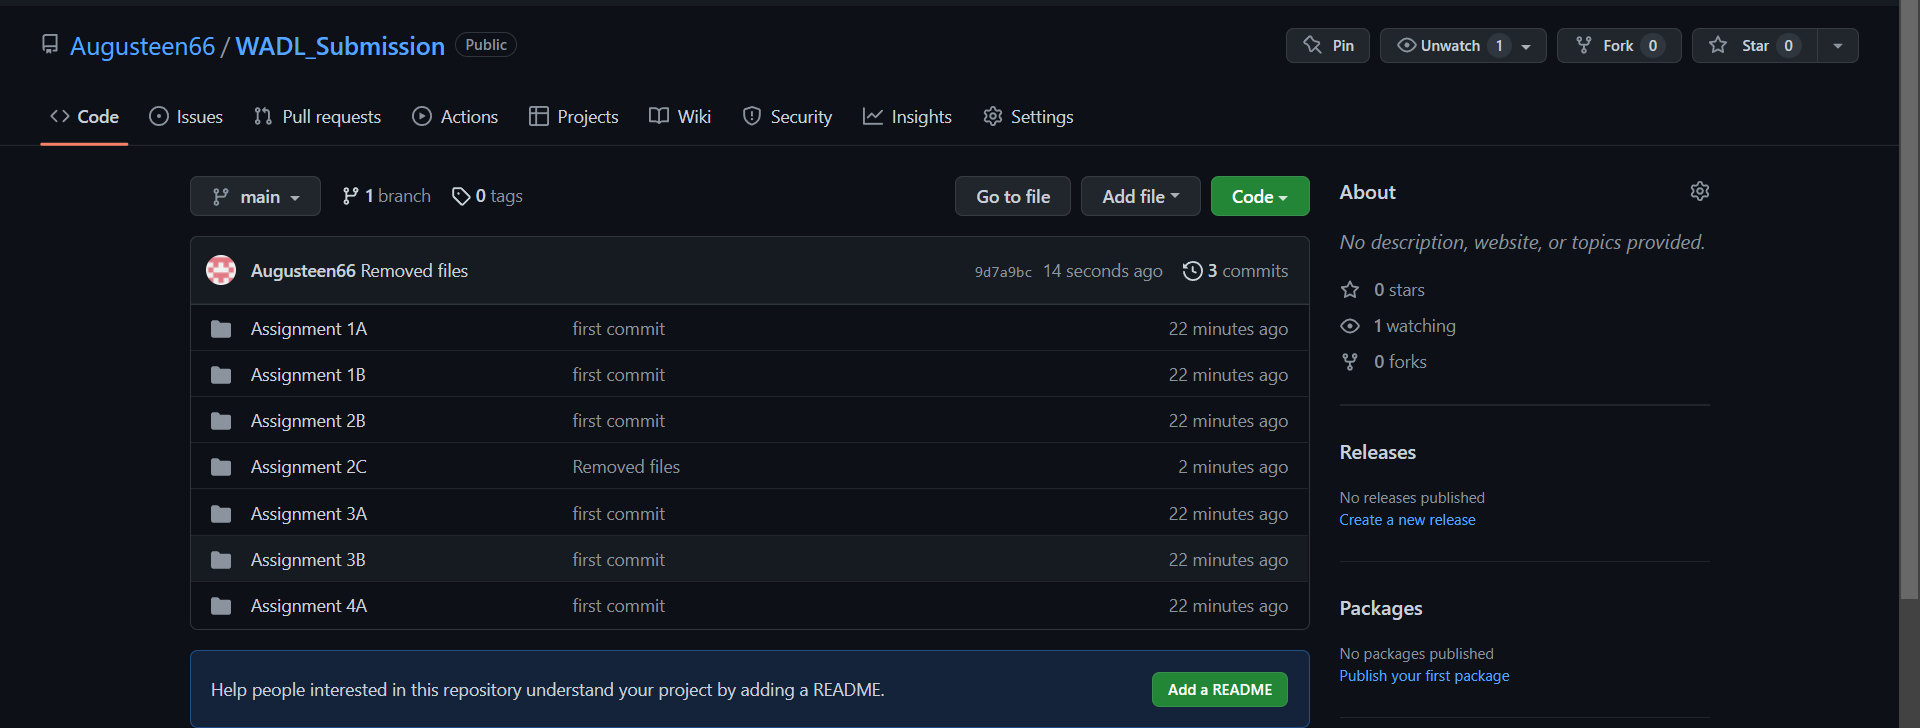 Augusteen66 / WADL_Submission Public
Pin Unwatch 1 Fork 0 Star 0
Code Issues Pull requests Actions Projects Wiki Security Insights Settings
main 1 branch 0 tags Go to file Add file Code
Augusteen66 Removed files 9d7a9bc 14 seconds ago 3 commits
Assignment 1A first commit 22 minutes ago
Assignment 1B first commit 22 minutes ago
Assignment 2B first commit 22 minutes ago
Assignment 2C Removed files 2 minutes ago
Assignment 3A first commit 22 minutes ago
Assignment 3B first commit 22 minutes ago
Assignment 4A first commit 22 minutes ago
Help people interested in this repository understand your project by adding a README. Add a README
About
No description, website, or topics provided.
0 stars
1 watching
0 forks
Releases
No releases published
Create a new release
Packages
No packages published
Publish your first package